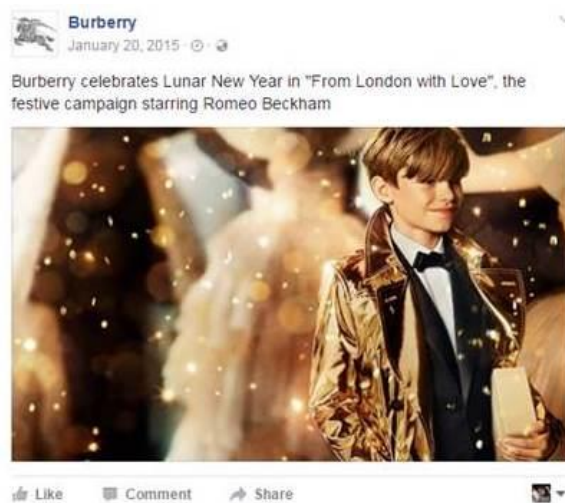 Burberry
January 20, 2015
Burberry celebrates Lunar New Year in "From London with Love", the
festive campaign starring Romeo Beckham
Like Comment Share